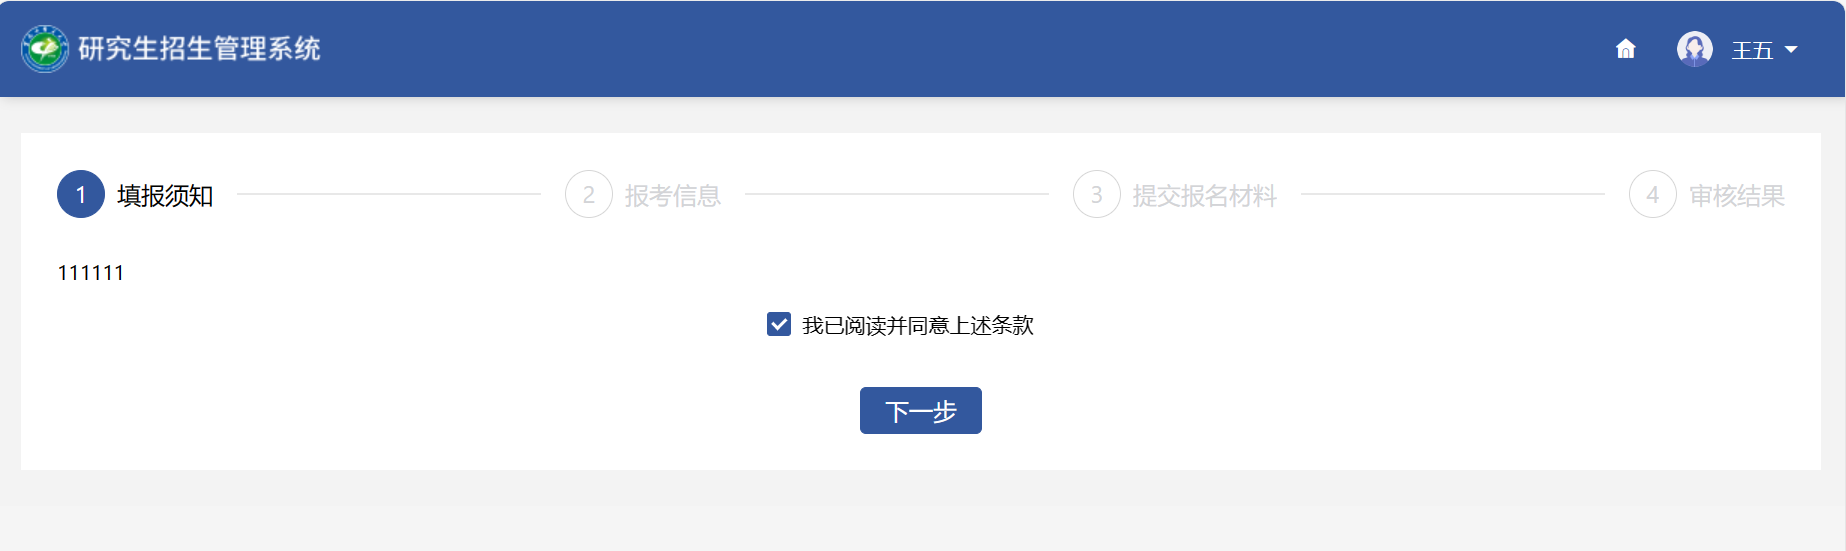 研究生招生管理系统
王五
1 填报须知
2 报考信息
3 提交报名材料
4 审核结果
111111
我已阅读并同意上述条款
下一步